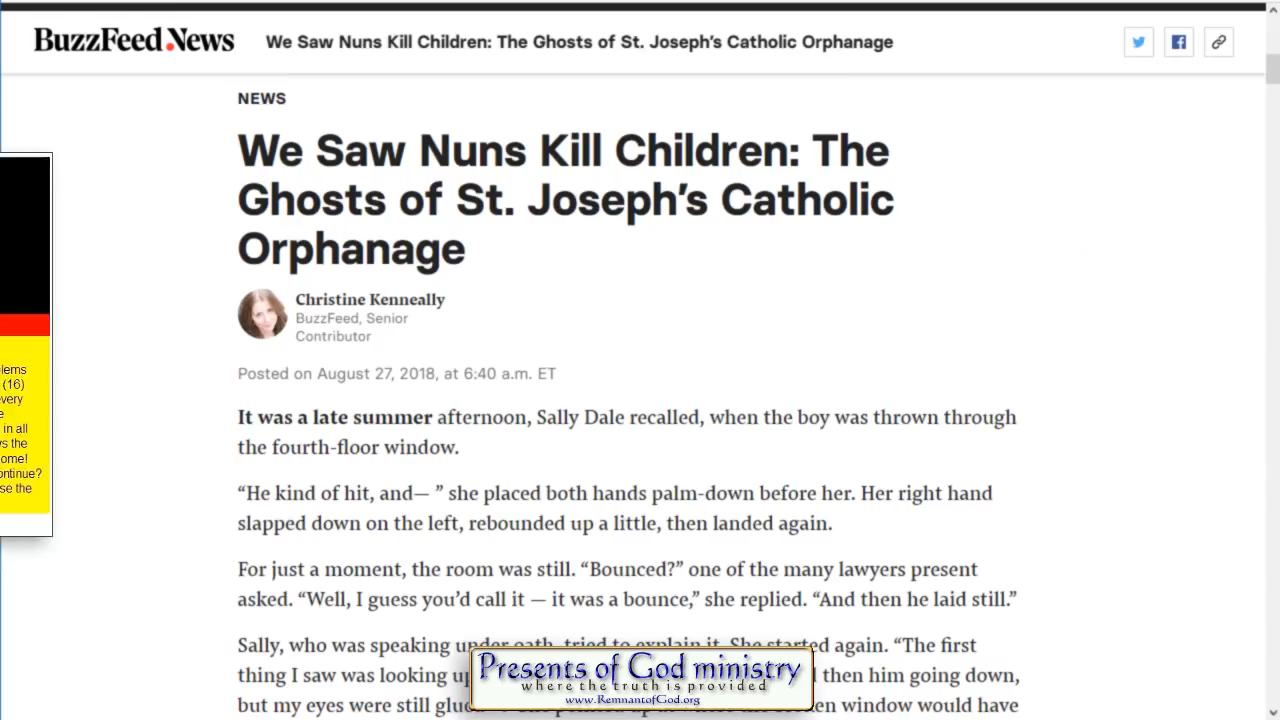 BuzzFeed News
We Saw Nuns Kill Children: The Ghosts of St. Joseph's Catholic Orphanage
NEWS
We Saw Nuns Kill Children: The
Ghosts of St. Joseph's Catholic
Orphanage
Christine Kenneally
BuzzFeed, Senior
Contributor
Posted on August 27, 2018, at 6:40 a.m. ET
It was a late summer afternoon, Sally Dale recalled, when the boy was thrown through
the fourth-floor window.
“He kind of hit, and— ” she placed both hands palm-down before her. Her right hand
slapped down on the left, rebounded up a little, then landed again.
For just a moment, the room was still. “Bounced?” one of the many lawyers present
asked. “Well, I guess you’d call it — it was a bounce,” she replied. “And then he laid still.”
Sally, who was speaking under oath, tried to explain it. She started again. “The first
thing I saw was looking up then him going down,
but my eyes were still window would have
lems
(16)
very
e
in all
s the
ome!
ontinue?
se the
Presents of God ministry
where the truth is provided
www.RemnantofGod.org